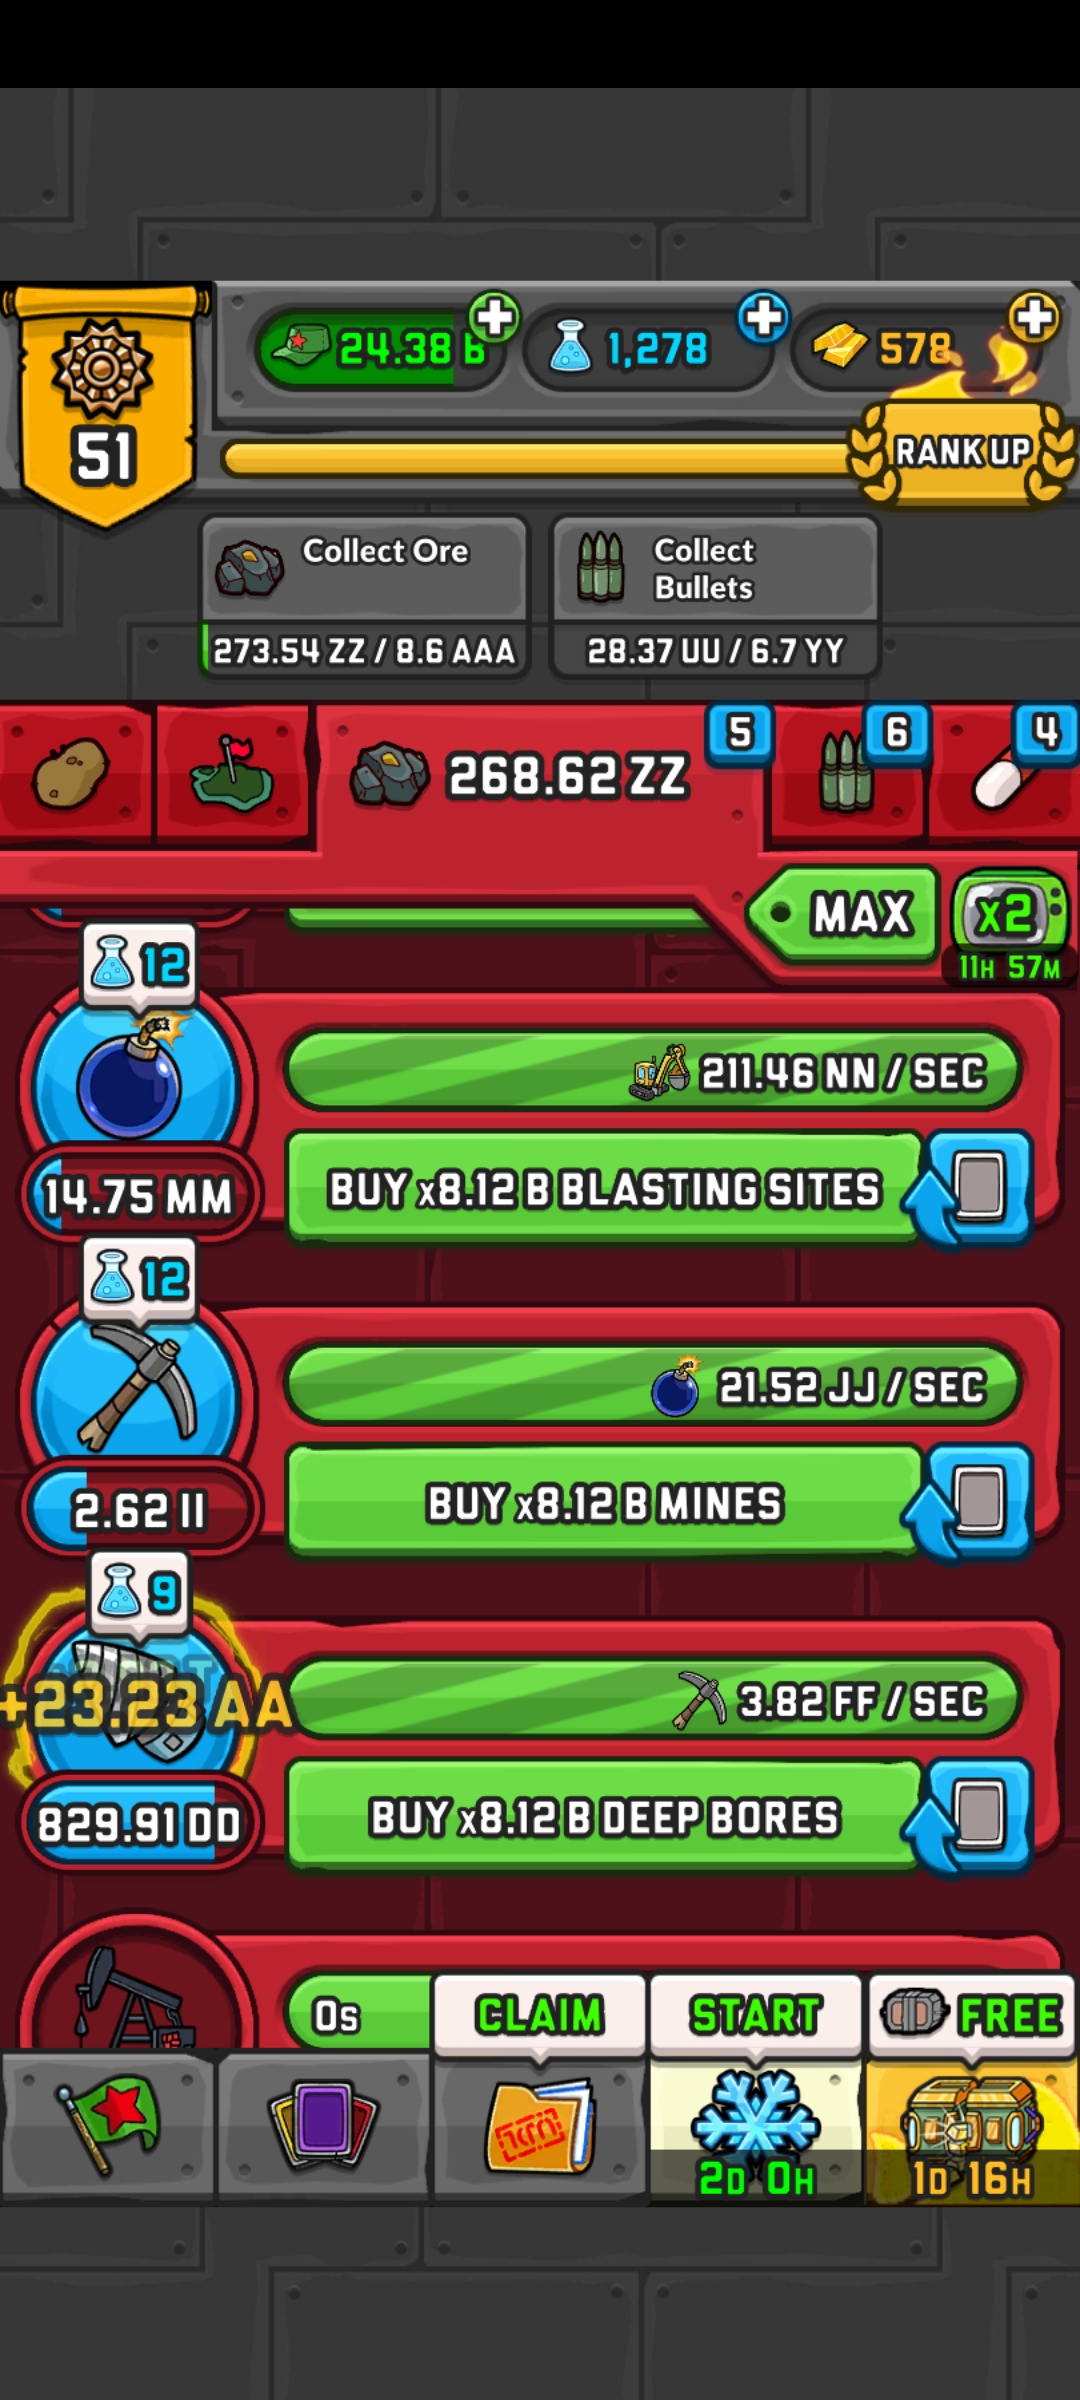 24.38 B
1,278
578
51
RANK UP
Collect Ore
273.54 ZZ / 8.6 AAA
Collect
Bullets
28.37 UU / 6.7 YY
268.62 ZZ
5
6
4
MAX
x2
11H 57M
12
211.46 NN / SEC
14.75 MM
BUY x8.12 B BLASTING SITES
12
21.52 JJ / SEC
2.62 II
BUY x8.12 B MINES
9
+23.23 AA
3.82 FF / SEC
829.91 DD
BUY x8.12 B DEEP BORES
0s
CLAIM
START
FREE
2D 0H
1D 16H